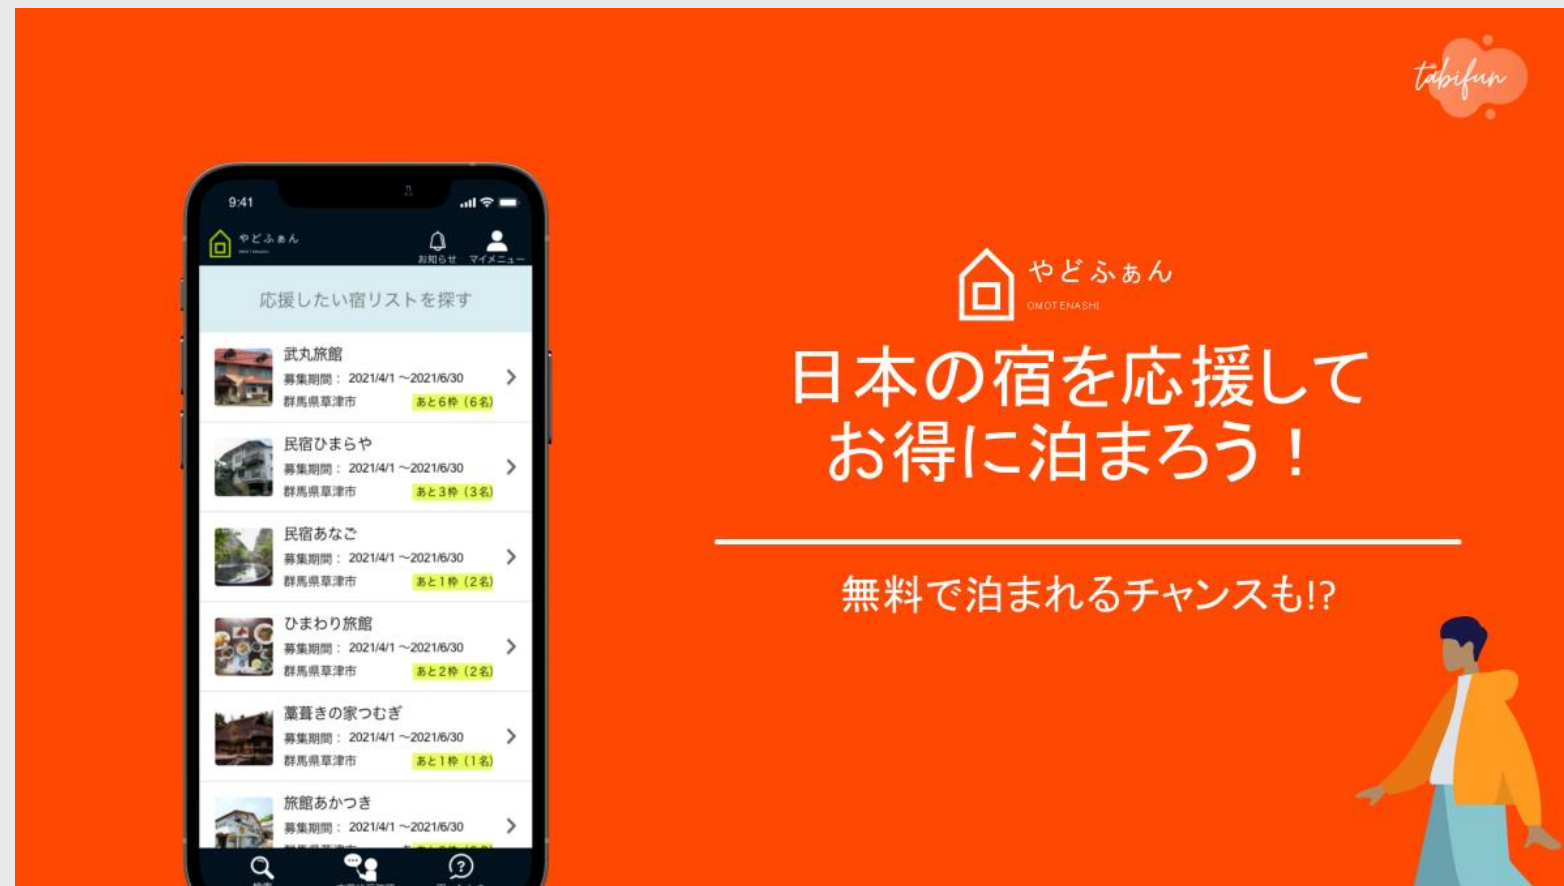 tabifun
9:41
やどふぁん
お知らせ マイメニュー
応援したい宿リストを探す
武丸旅館
募集期間： 2021/4/1 ～2021/6/30
群馬県草津市 あと6枠（6名）
民宿ひまらや
募集期間： 2021/4/1 ～2021/6/30
群馬県草津市 あと3枠（3名）
民宿あなご
募集期間： 2021/4/1 ～2021/6/30
群馬県草津市 あと1枠（2名）
ひまわり旅館
募集期間： 2021/4/1 ～2021/6/30
群馬県草津市 あと2枠（2名）
藁葺きの家つむぎ
募集期間： 2021/4/1 ～2021/6/30
群馬県草津市 あと1枠（1名）
旅館あかつき
募集期間： 2021/4/1 ～2021/6/30
やどふぁん
OMOTENASHI
日本の宿を応援して
お得に泊まろう！
無料で泊まれるチャンスも!?